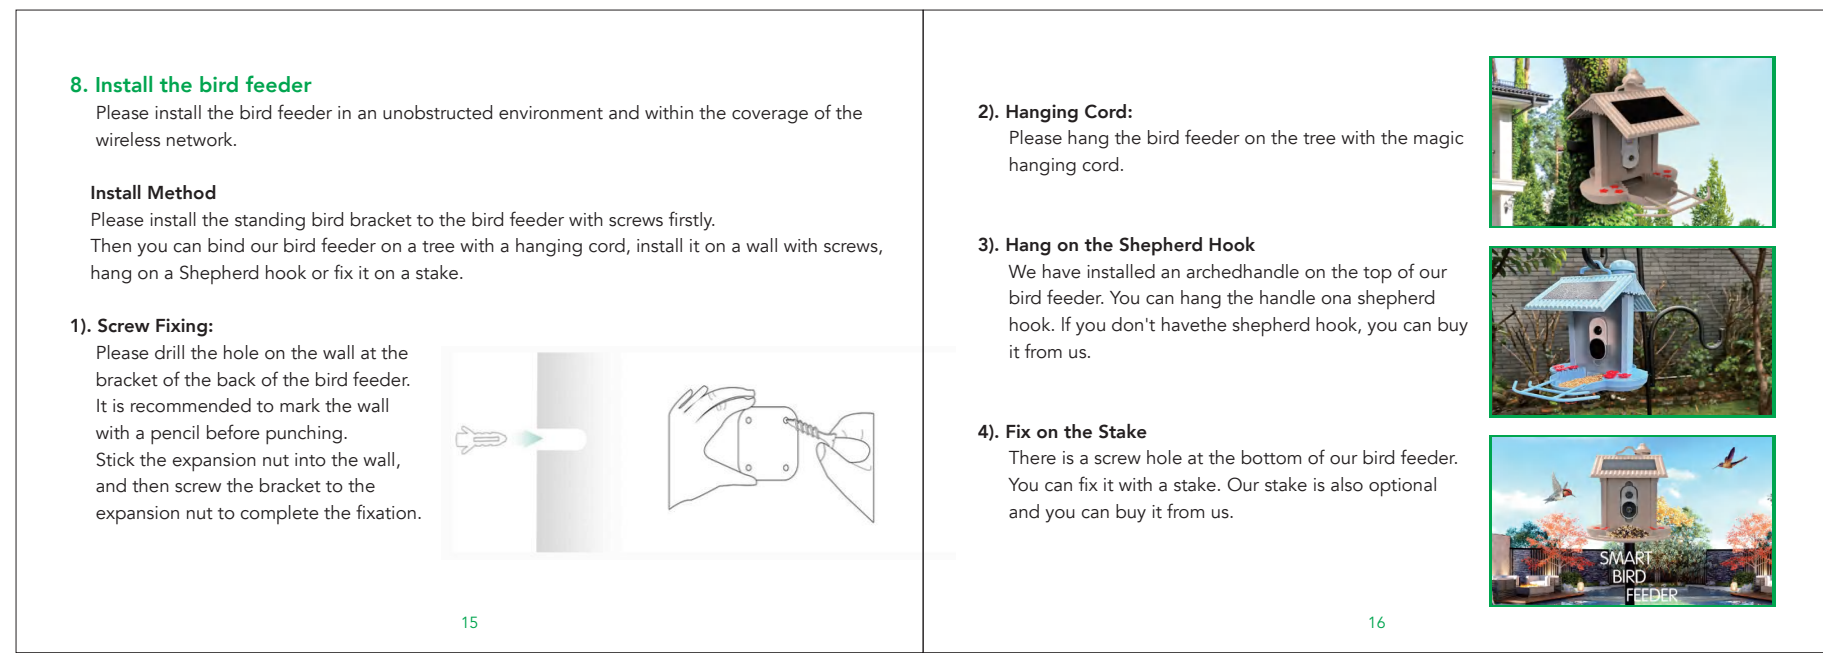 8. Install the bird feeder
Please install the bird feeder in an unobstructed environment and within the coverage of the
wireless network.
Install Method
Please install the standing bird bracket to the bird feeder with screws firstly.
Then you can bind our bird feeder on a tree with a hanging cord, install it on a wall with screws,
hang on a Shepherd hook or fix it on a stake.
1). Screw Fixing:
Please drill the hole on the wall at the
bracket of the back of the bird feeder.
It is recommended to mark the wall
with a pencil before punching.
Stick the expansion nut into the wall,
and then screw the bracket to the
expansion nut to complete the fixation.
15
2). Hanging Cord:
Please hang the bird feeder on the tree with the magic
hanging cord.
3). Hang on the Shepherd Hook
We have installed an archedhandle on the top of our
bird feeder. You can hang the handle ona shepherd
hook. If you don't havethe shepherd hook, you can buy
it from us.
4). Fix on the Stake
There is a screw hole at the bottom of our bird feeder.
You can fix it with a stake. Our stake is also optional
and you can buy it from us.
SMART
BIRD
FEEDER
16